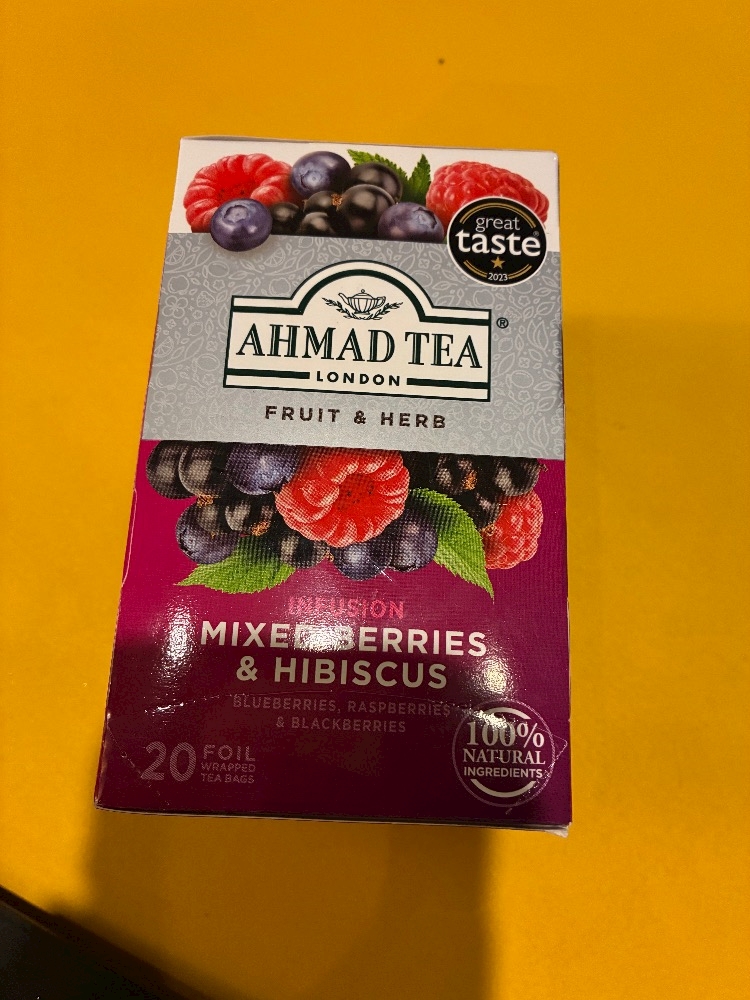 great
taste®
2023
AHMAD TEA®
LONDON
FRUIT & HERB
INFUSION
MIXED BERRIES
& HIBISCUS
BLUEBERRIES, RASPBERRIES
& BLACKBERRIES
20 FOIL
WRAPPED
TEA BAGS
100%
NATURAL
INGREDIENTS